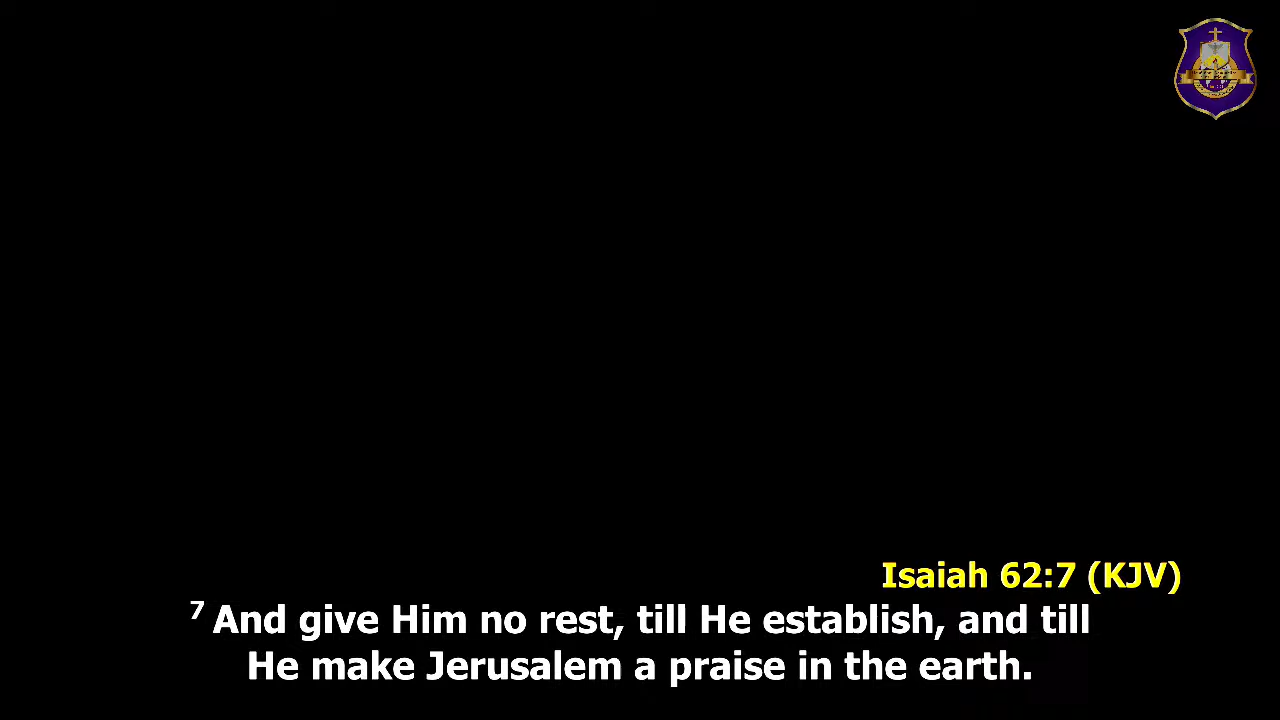 Isaiah 62:7 (KJV)
7 And give Him no rest, till He establish, and till
He make Jerusalem a praise in the earth.